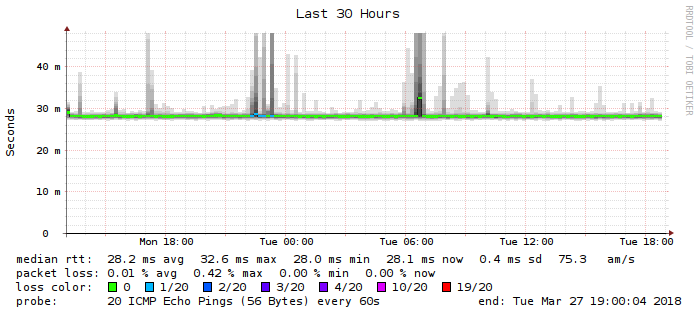 Last 30 Hours
RRDTOOL / TOBI OETIKER
Seconds
40 m
30 m
20 m
10 m
0
Mon 18:00 Tue 00:00 Tue 06:00 Tue 12:00 Tue 18:00
median rtt: 28.2 ms avg 32.6 ms max 28.0 ms min 28.1 ms now 0.4 ms sd 75.3 am/s
packet loss: 0.01 % avg 0.42 % max 0.00 % min 0.00 % now
loss color: 0 1/20 2/20 3/20 4/20 10/20 19/20
probe: 20 ICMP Echo Pings (56 Bytes) every 60s end: Tue Mar 27 19:00:04 2018